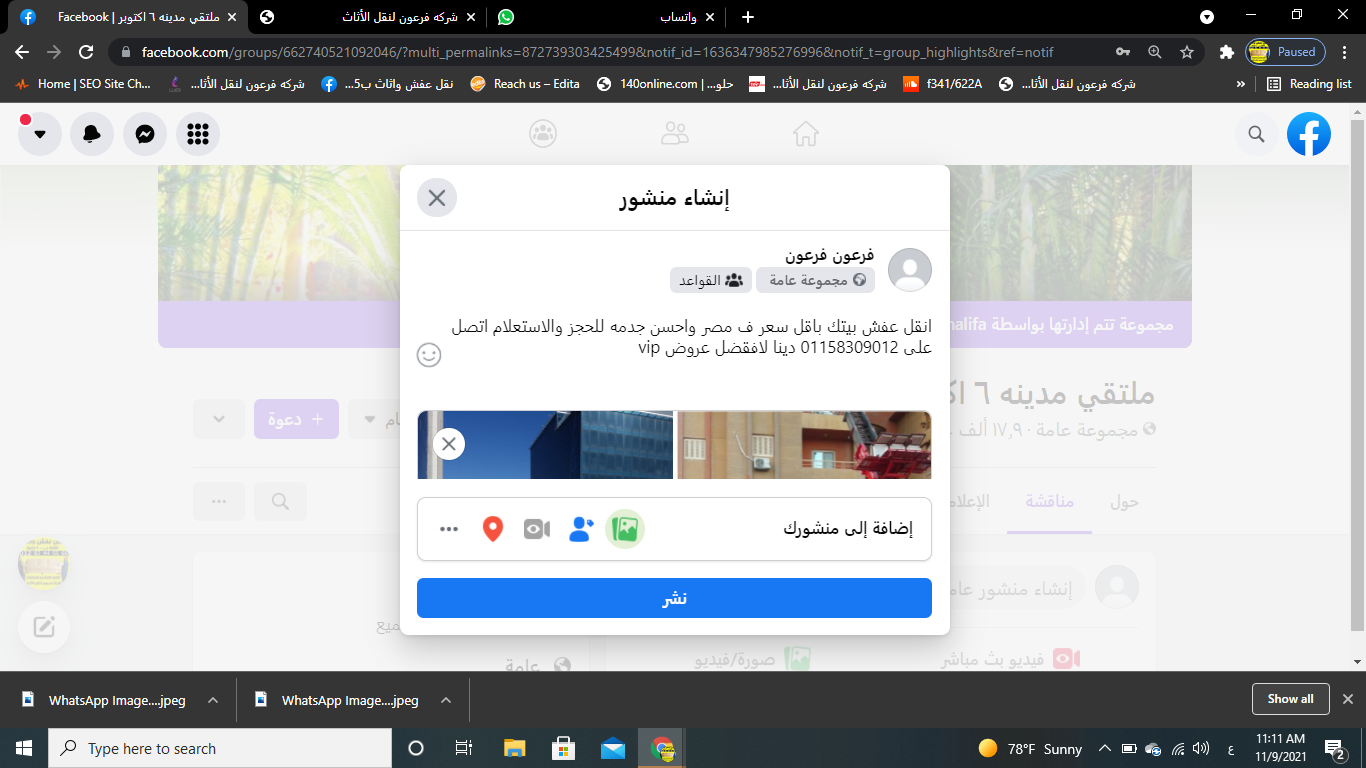 ملتقي مدينه ٦ اكتوبر | Facebook
شركه فرعون لنقل الأثاث
واتساب
facebook.com/groups/662740521092046/?multi_permalinks=872739303425499&notif_id=1636347985276996&notif_t=group_highlights&ref=notif
Paused
Home | SEO Site Ch...
شركه فرعون لنقل الأثا...
نقل عفش واثاث ب5...
Reach us – Edita
140online.com | حلو...
شركه فرعون لنقل الأثا...
f341/622A
شركه فرعون لنقل الأثا...
»
Reading list
إنشاء منشور
فرعون فرعون
مجموعة عامة
القواعد
مجموعة تتم إدارتها بواسطة
انقل عفش بيتك باقل سعر ف مصر واحسن جدمه للحجز والاستعلام اتصل
على 01158309012 دينا لافقضل عروض vip
ملتقي مدينه ٦
مجموعة عامة · ١٧٫٩٠ ألف
دعوة
حول
مناقشة
إضافة إلى منشورك
نشر
فيديو بث مباشر
صورة/فيديو
عامة
WhatsApp Image....jpeg
WhatsApp Image....jpeg
Show all
Type here to search
78°F Sunny
ع
11:11 AM
11/9/2021
2